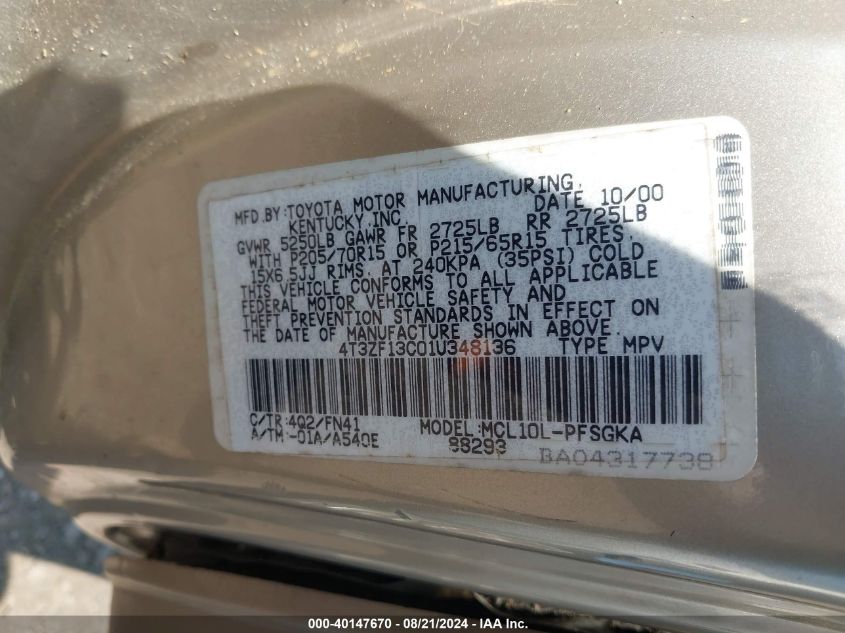 MFD.BY:TOYOTA MOTOR MANUFACTURING,
KENTUCKY,INC. DATE 10/00
GVWR 5250LB GAWR FR 2725LB RR 2725LB
WITH P205/70R15 OR P215/65R15 TIRES,
15X6.5JJ RIMS, AT 240KPA (35PSI) COLD
THIS VEHICLE CONFORMS TO ALL APPLICABLE
FEDERAL MOTOR VEHICLE SAFETY AND
THEFT PREVENTION STANDARDS IN EFFECT ON
THE DATE OF MANUFACTURE SHOWN ABOVE.
4T3ZF13C01U348136 TYPE MPV
C/TR:4Q2/FN41 MODEL:MCL10L-PFSGKA
A/TM:-01A/A540E 88293
BA04317738
000-40147670 - 08/21/2024 - IAA Inc.